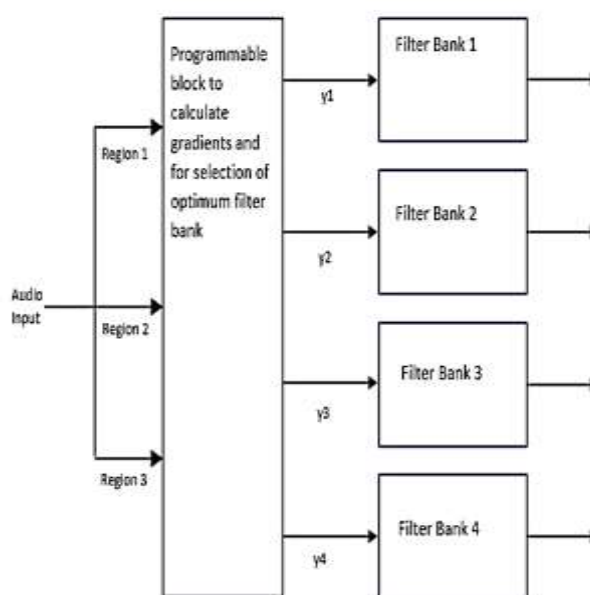 Programmable
block to
calculate
gradients and
for selection of
optimum filter
bank
Audio
Input
Region 1
Region 2
Region 3
y1
y2
y3
y4
Filter Bank 1
Filter Bank 2
Filter Bank 3
Filter Bank 4